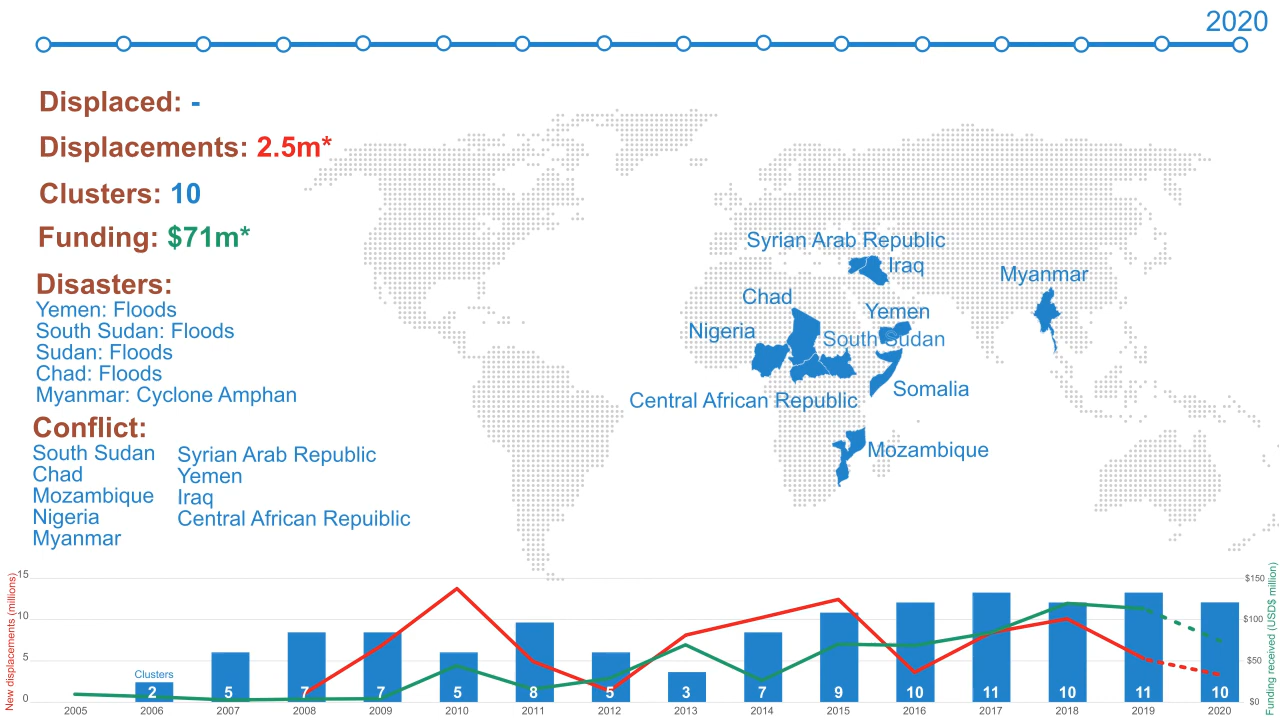 2020
Displaced: -
Displacements: 2.5m*
Clusters: 10
Funding: $71m*
Disasters:
Yemen: Floods
South Sudan: Floods
Sudan: Floods
Chad: Floods
Myanmar: Cyclone Amphan
Conflict:
South Sudan
Chad
Mozambique
Nigeria
Myanmar
Syrian Arab Republic
Yemen
Iraq
Central African Repuiblic
Syrian Arab Republic
Iraq
Myanmar
Chad
Yemen
Nigeria
South Sudan
Somalia
Central African Republic
Mozambique
New displacements (millions)
15
10
5
0
Clusters
2
5
7
7
5
8
5
3
7
9
10
11
10
11
10
2005
2006
2007
2008
2009
2010
2011
2012
2013
2014
2015
2016
2017
2018
2019
2020
$150
$100
$50
$0
Funding received (USD$ million)